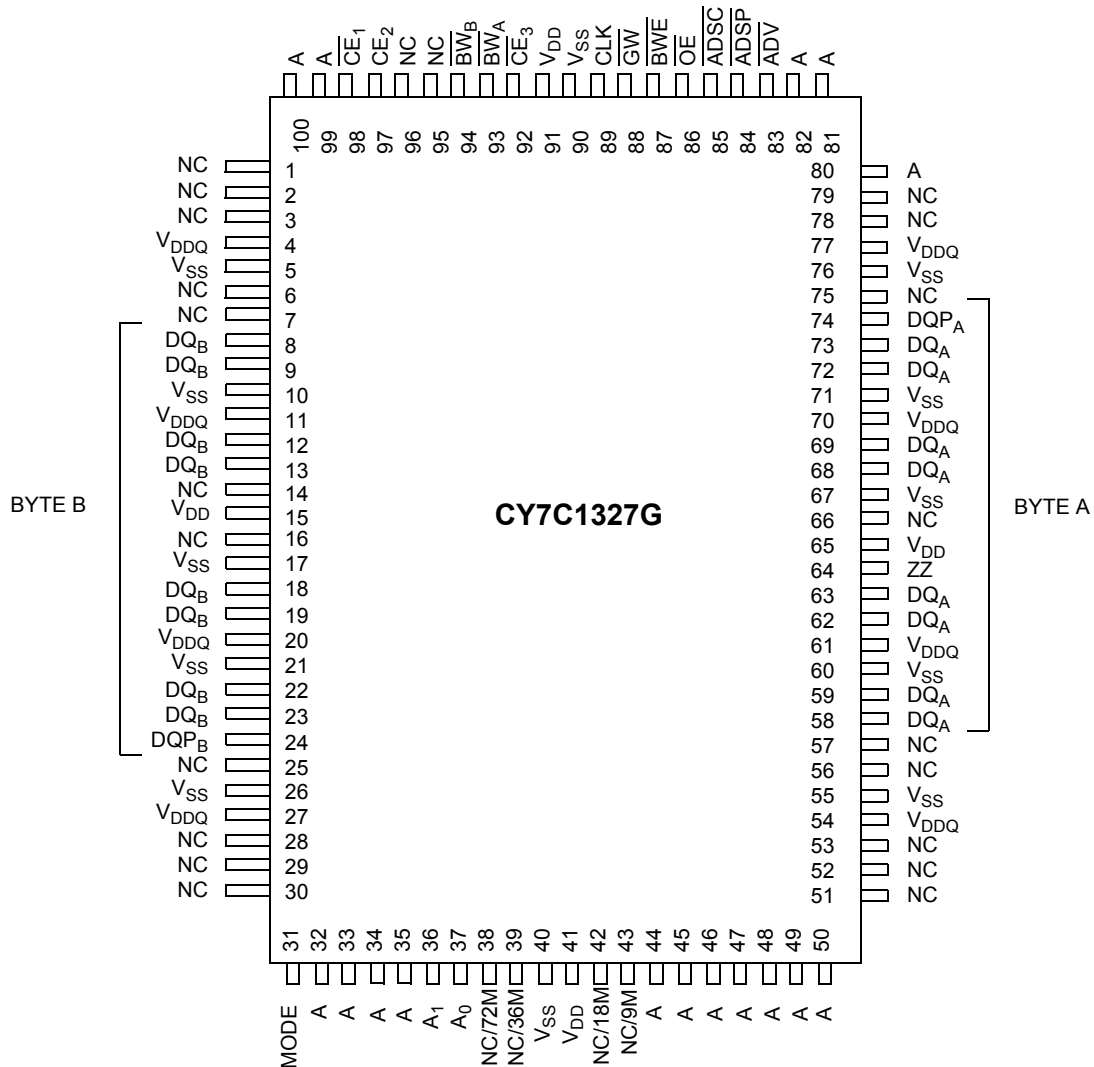 A A CE1 CE2 NC NC BWB BWA CE3 VDD VSS CLK GW BWE OE ADSC ADSP ADV A A
100 99 98 97 96 95 94 93 92 91 90 89 88 87 86 85 84 83 82 81
NC 1
NC 2
NC 3
VDDQ 4
VSS 5
NC 6
NC 7
DQB 8
DQB 9
VSS 10
VDDQ 11
DQB 12
DQB 13
NC 14
VDD 15
NC 16
VSS 17
DQB 18
DQB 19
VDDQ 20
VSS 21
DQB 22
DQB 23
DQPB 24
NC 25
VSS 26
VDDQ 27
NC 28
NC 29
NC 30
BYTE B
CY7C1327G
80 A
79 NC
78 NC
77 VDDQ
76 VSS
75 NC
74 DQPA
73 DQA
72 DQA
71 VSS
70 VDDQ
69 DQA
68 DQA
67 VSS
66 NC
65 VDD
64 ZZ
63 DQA
62 DQA
61 VDDQ
60 VSS
59 DQA
58 DQA
57 NC
56 NC
55 VSS
54 VDDQ
53 NC
52 NC
51 NC
BYTE A
31 32 33 34 35 36 37 38 39 40 41 42 43 44 45 46 47 48 49 50
MODE A A A A A1 A0 NC/72M NC/36M VSS VDD NC/18M NC/9M A A A A A A A